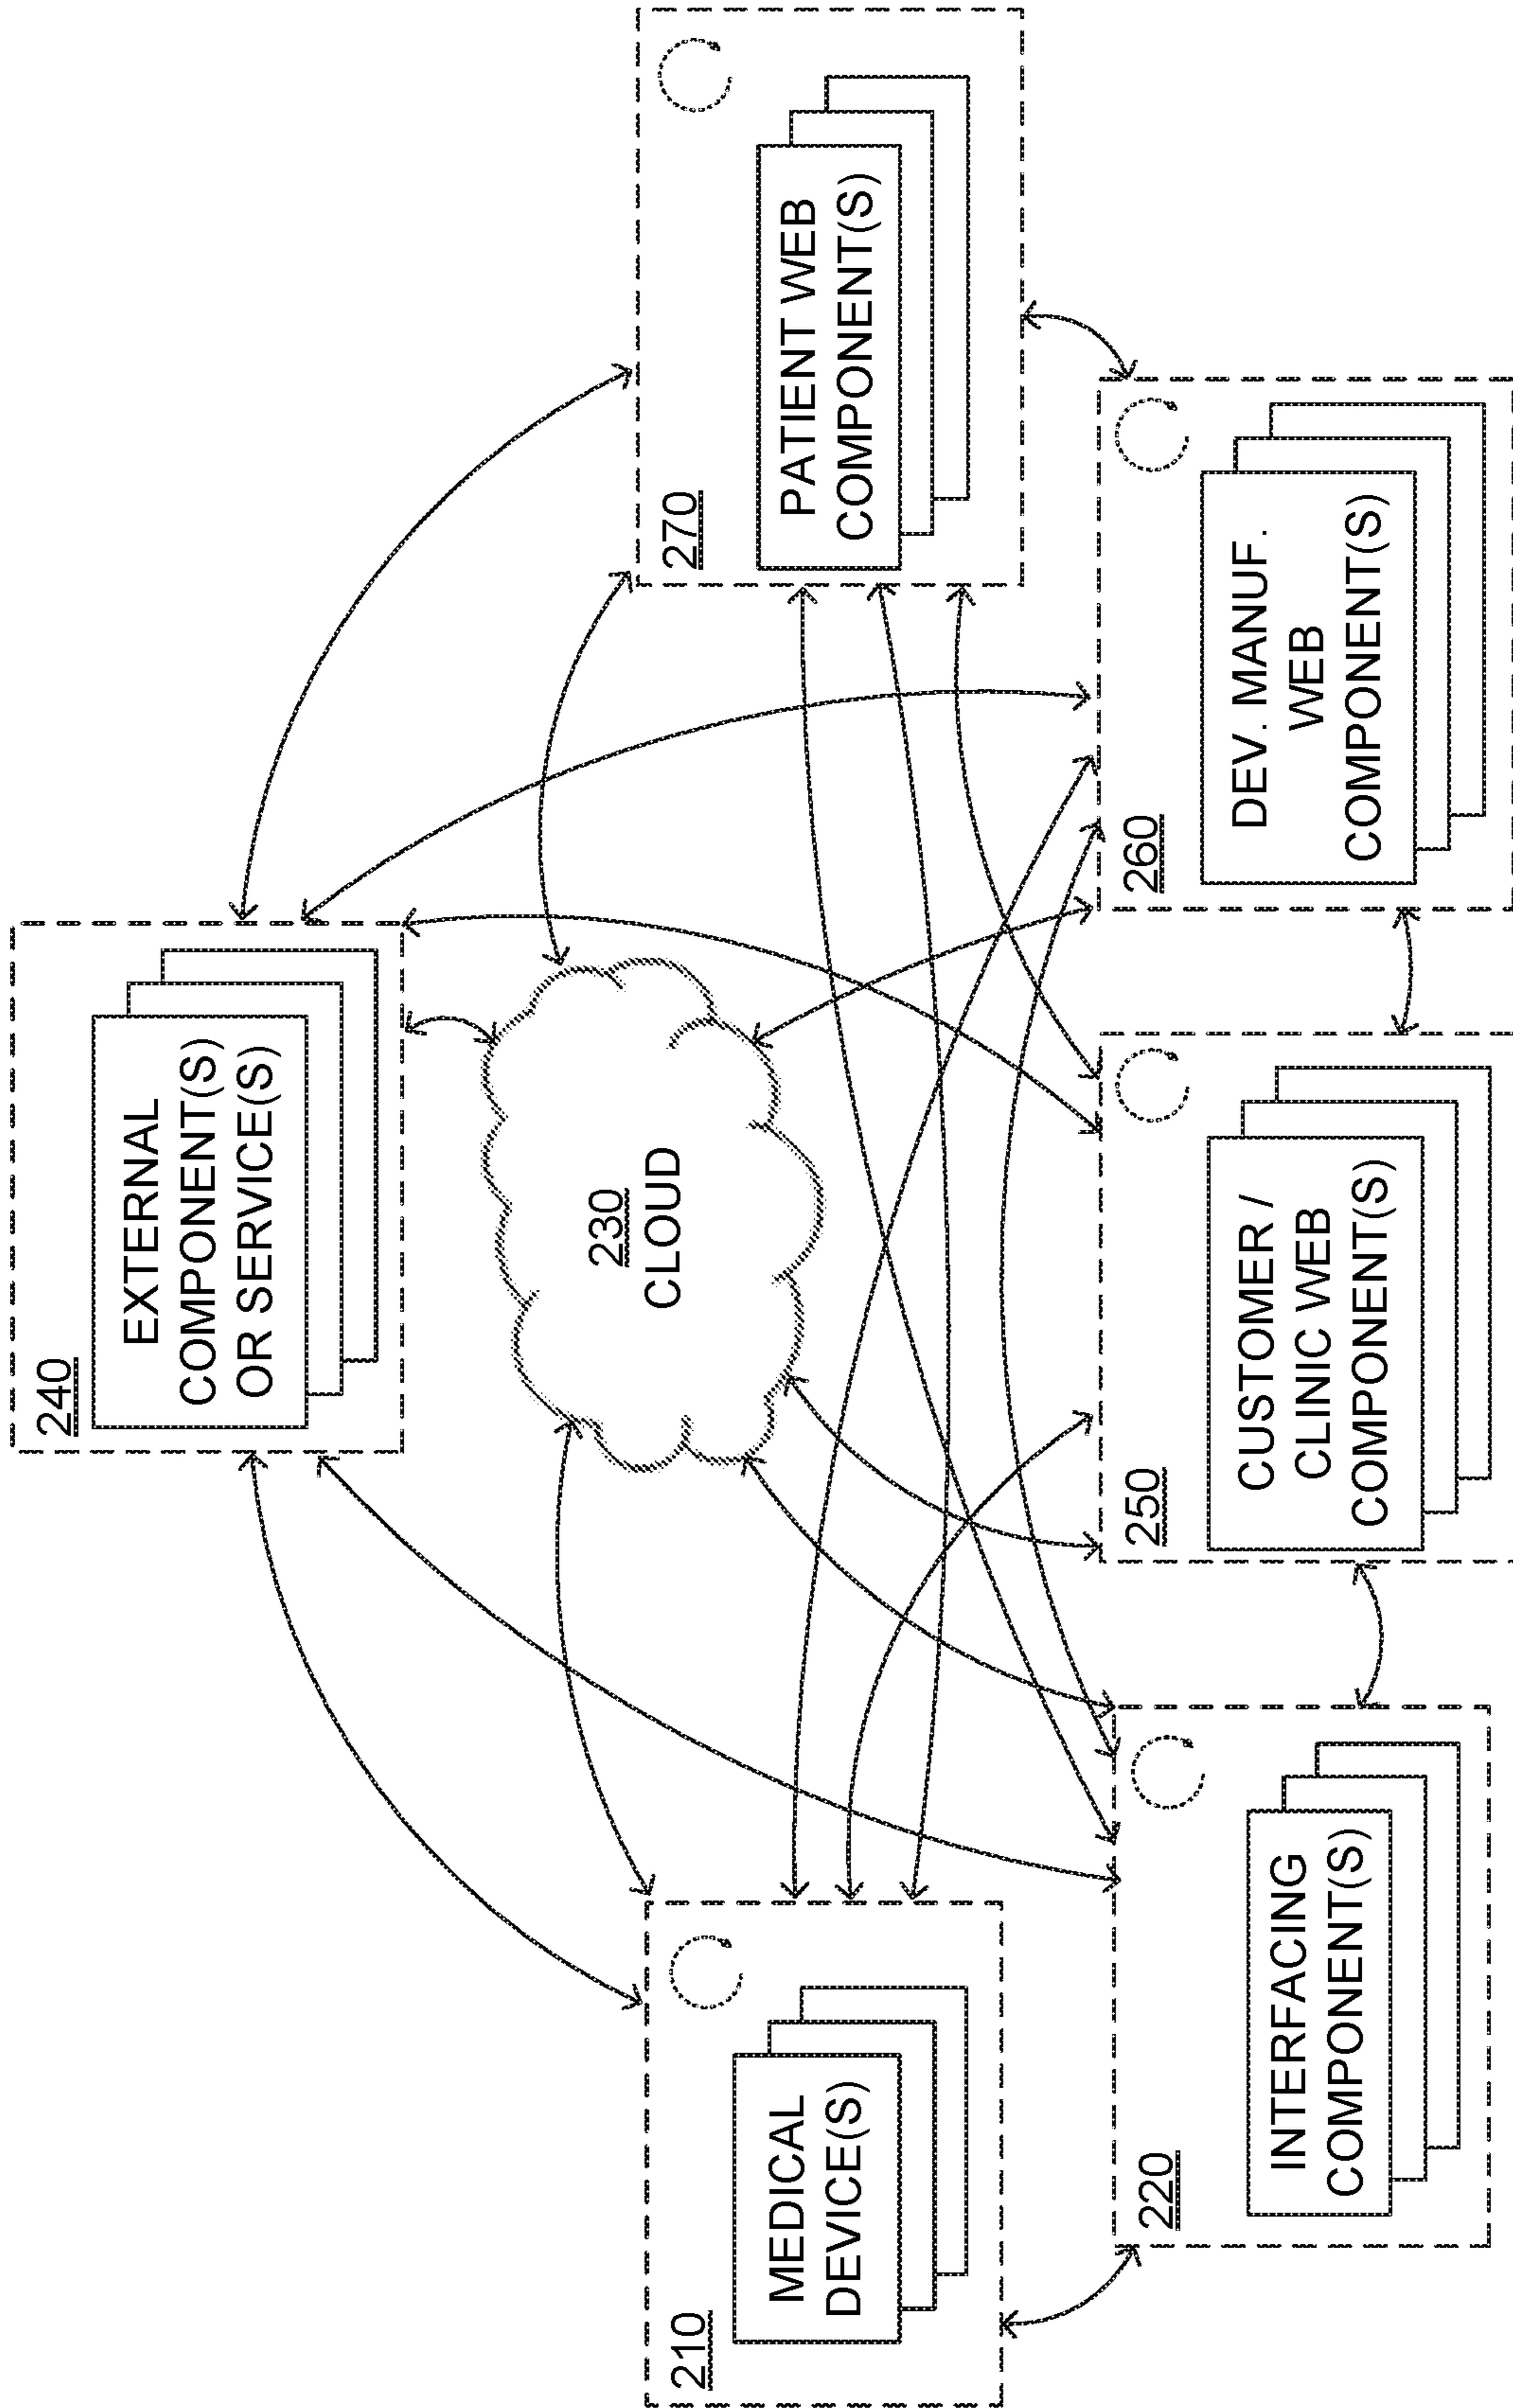 240
EXTERNAL
COMPONENT(S)
OR SERVICE(S)
230
CLOUD
210
MEDICAL
DEVICE(S)
270
PATIENT WEB
COMPONENT(S)
220
INTERFACING
COMPONENT(S)
250
CUSTOMER /
CLINIC WEB
COMPONENT(S)
260
DEV. MANUF.
WEB
COMPONENT(S)